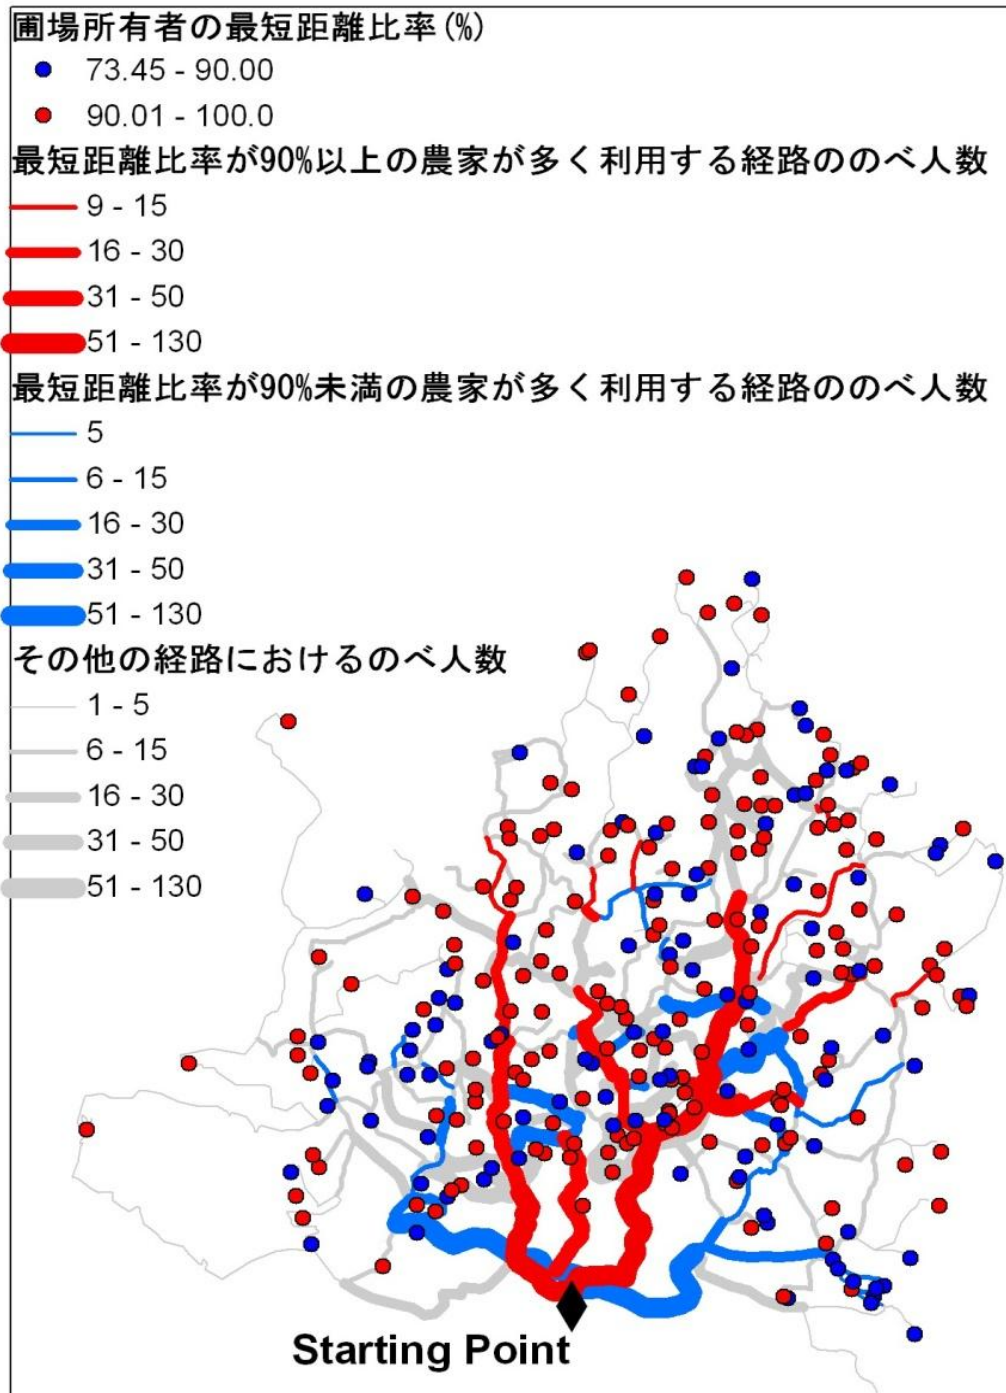 圃場所有者の最短距離比率(%)
73.45 - 90.00
90.01 - 100.0
最短距離比率が90%以上の農家が多く利用する経路ののべ人数
9 - 15
16 - 30
31 - 50
51 - 130
最短距離比率が90%未満の農家が多く利用する経路ののべ人数
5
6 - 15
16 - 30
31 - 50
51 - 130
その他の経路におけるのべ人数
1 - 5
6 - 15
16 - 30
31 - 50
51 - 130
Starting Point